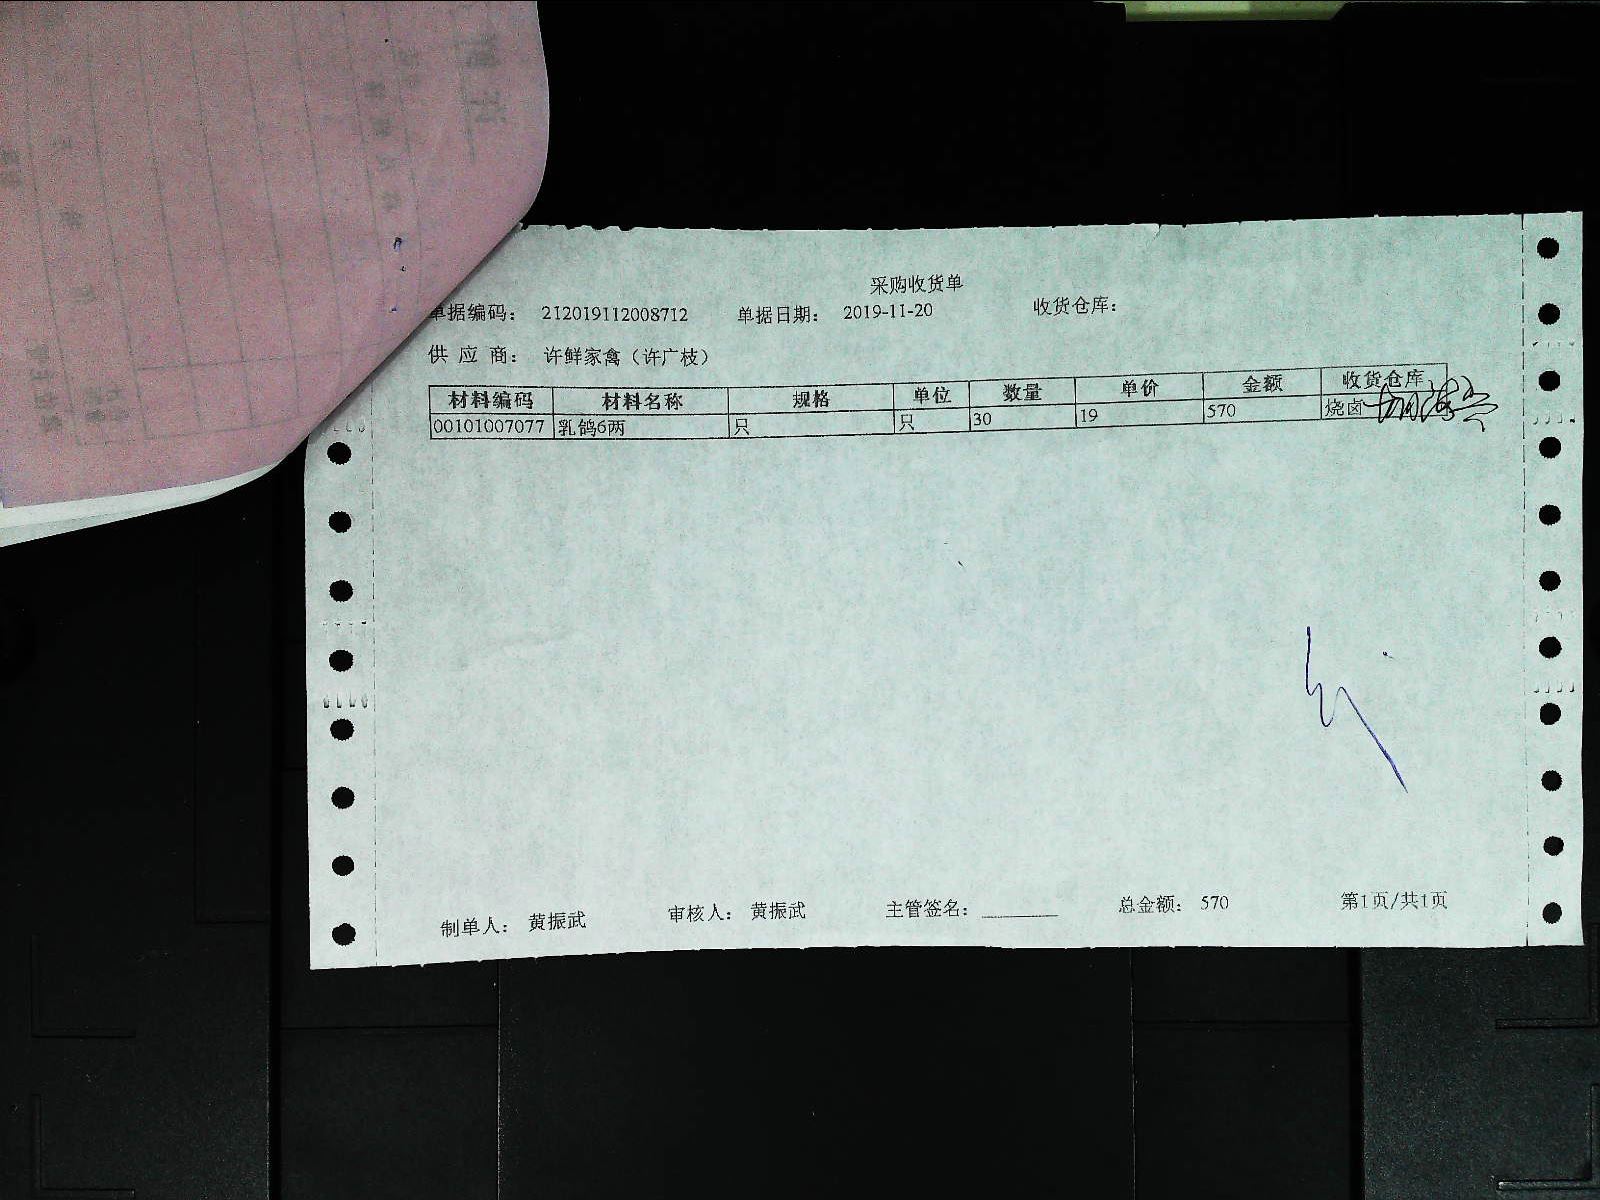 采购收货单
单据编码： 212019112008712 单据日期： 2019-11-20 收货仓库：
供 应 商： 许鲜家禽（许广枝）
材料编码 材料名称 规格 单位 数量 单价 金额 收货仓库
00101007077 乳鸽6两 只 只 30 19 570 烧卤
制单人： 黄振武 审核人： 黄振武 主管签名： 总金额： 570 第1页/共1页